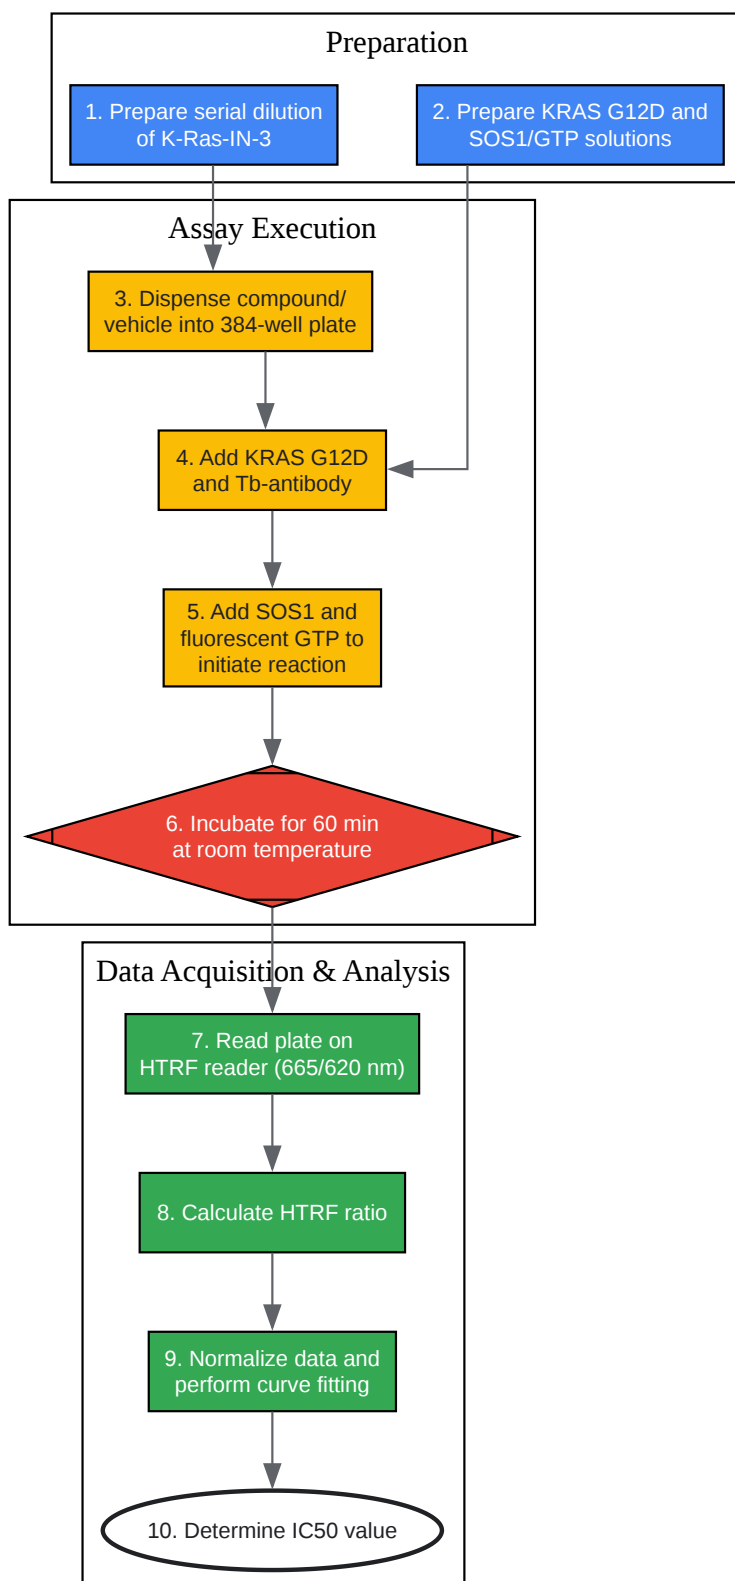 Preparation
1. Prepare serial dilution
of K-Ras-IN-3
2. Prepare KRAS G12D and
SOS1/GTP solutions
Assay Execution
3. Dispense compound/
vehicle into 384-well plate
4. Add KRAS G12D
and Tb-antibody
5. Add SOS1 and
fluorescent GTP to
initiate reaction
6. Incubate for 60 min
at room temperature
Data Acquisition & Analysis
7. Read plate on
HTRF reader (665/620 nm)
8. Calculate HTRF ratio
9. Normalize data and
perform curve fitting
10. Determine IC50 value